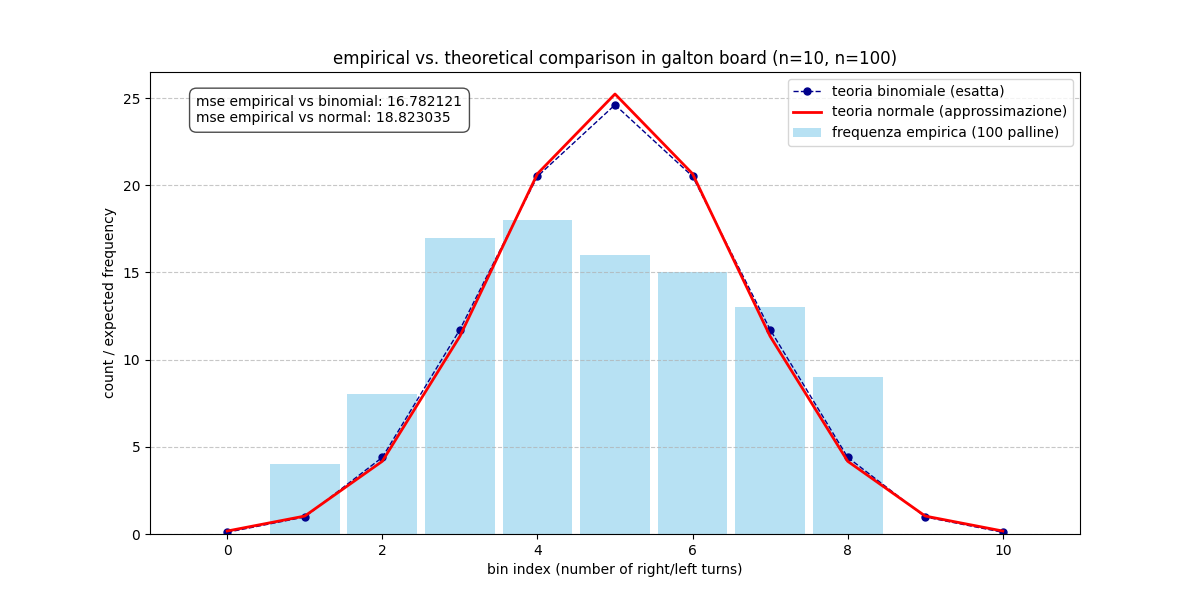 empirical vs. theoretical comparison in galton board (n=10, n=100)
mse empirical vs binomial: 16.782121
mse empirical vs normal: 18.823035
teoria binomiale (esatta)
teoria normale (approssimazione)
frequenza empirica (100 palline)
count / expected frequency
25
20
15
10
5
0
0 2 4 6 8 10
bin index (number of right/left turns)